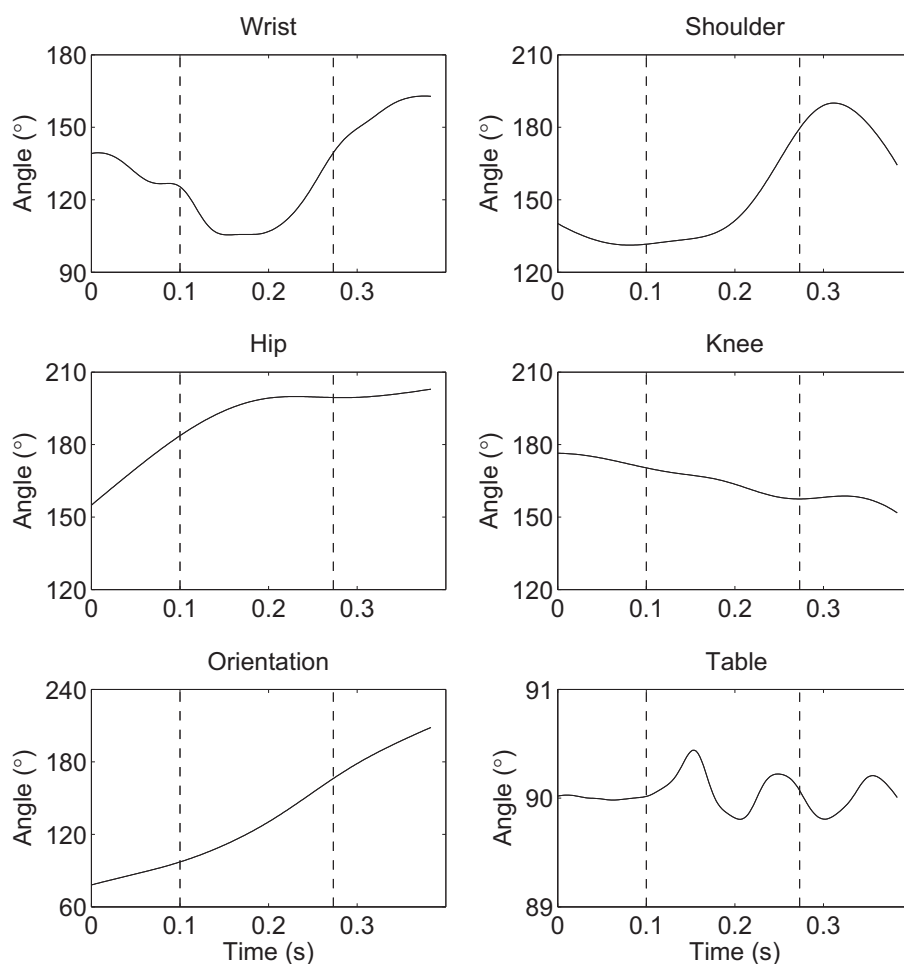 Wrist
180
150
120
90
Angle (°)
0 0.1 0.2 0.3
Shoulder
210
180
150
120
Angle (°)
0 0.1 0.2 0.3
Hip
210
180
150
120
Angle (°)
0 0.1 0.2 0.3
Knee
210
180
150
120
Angle (°)
0 0.1 0.2 0.3
Orientation
240
180
120
60
Angle (°)
0 0.1 0.2 0.3
Time (s)
Table
91
90
89
Angle (°)
0 0.1 0.2 0.3
Time (s)